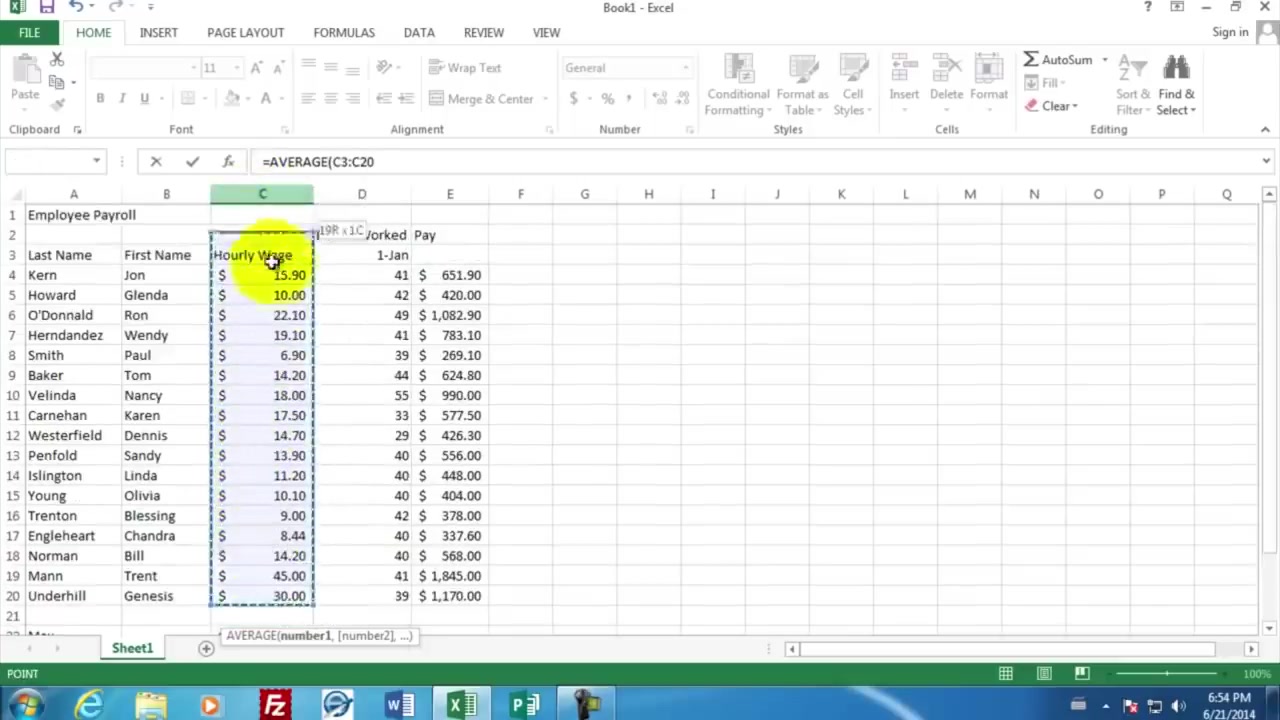 Book1 - Excel
?
FILE HOME INSERT PAGE LAYOUT FORMULAS DATA REVIEW VIEW Sign in
Paste
11
B I U
A A A
Wrap Text
Merge & Center
General
$ % ,
Conditional Formatting
Format as Table
Cell Styles
Insert Delete Format
AutoSum
Fill
Clear
Sort & Filter
Find & Select
Clipboard Font Alignment Number Styles Cells Editing
fx =AVERAGE(C3:C20
A B C D E F G H I J K L M N O P Q
1 Employee Payroll
19R x 1C
2 Worked Pay
3 Last Name First Name Hourly Wage 1-Jan
4 Kern Jon $ 15.90 41 $ 651.90
5 Howard Glenda $ 10.00 42 $ 420.00
6 O'Donnald Ron $ 22.10 49 $ 1,082.90
7 Herndandez Wendy $ 19.10 41 $ 783.10
8 Smith Paul $ 6.90 39 $ 269.10
9 Baker Tom $ 14.20 44 $ 624.80
10 Velinda Nancy $ 18.00 55 $ 990.00
11 Carnehan Karen $ 17.50 33 $ 577.50
12 Westerfield Dennis $ 14.70 29 $ 426.30
13 Penfold Sandy $ 13.90 40 $ 556.00
14 Islington Linda $ 11.20 40 $ 448.00
15 Young Olivia $ 10.10 40 $ 404.00
16 Trenton Blessing $ 9.00 42 $ 378.00
17 Engleheart Chandra $ 8.44 40 $ 337.60
18 Norman Bill $ 14.20 40 $ 568.00
19 Mann Trent $ 45.00 41 $ 1,845.00
20 Underhill Genesis $ 30.00 39 $ 1,170.00
21
AVERAGE(number1, [number2], ...)
Sheet1
POINT 100%
6:54 PM
6/21/2014